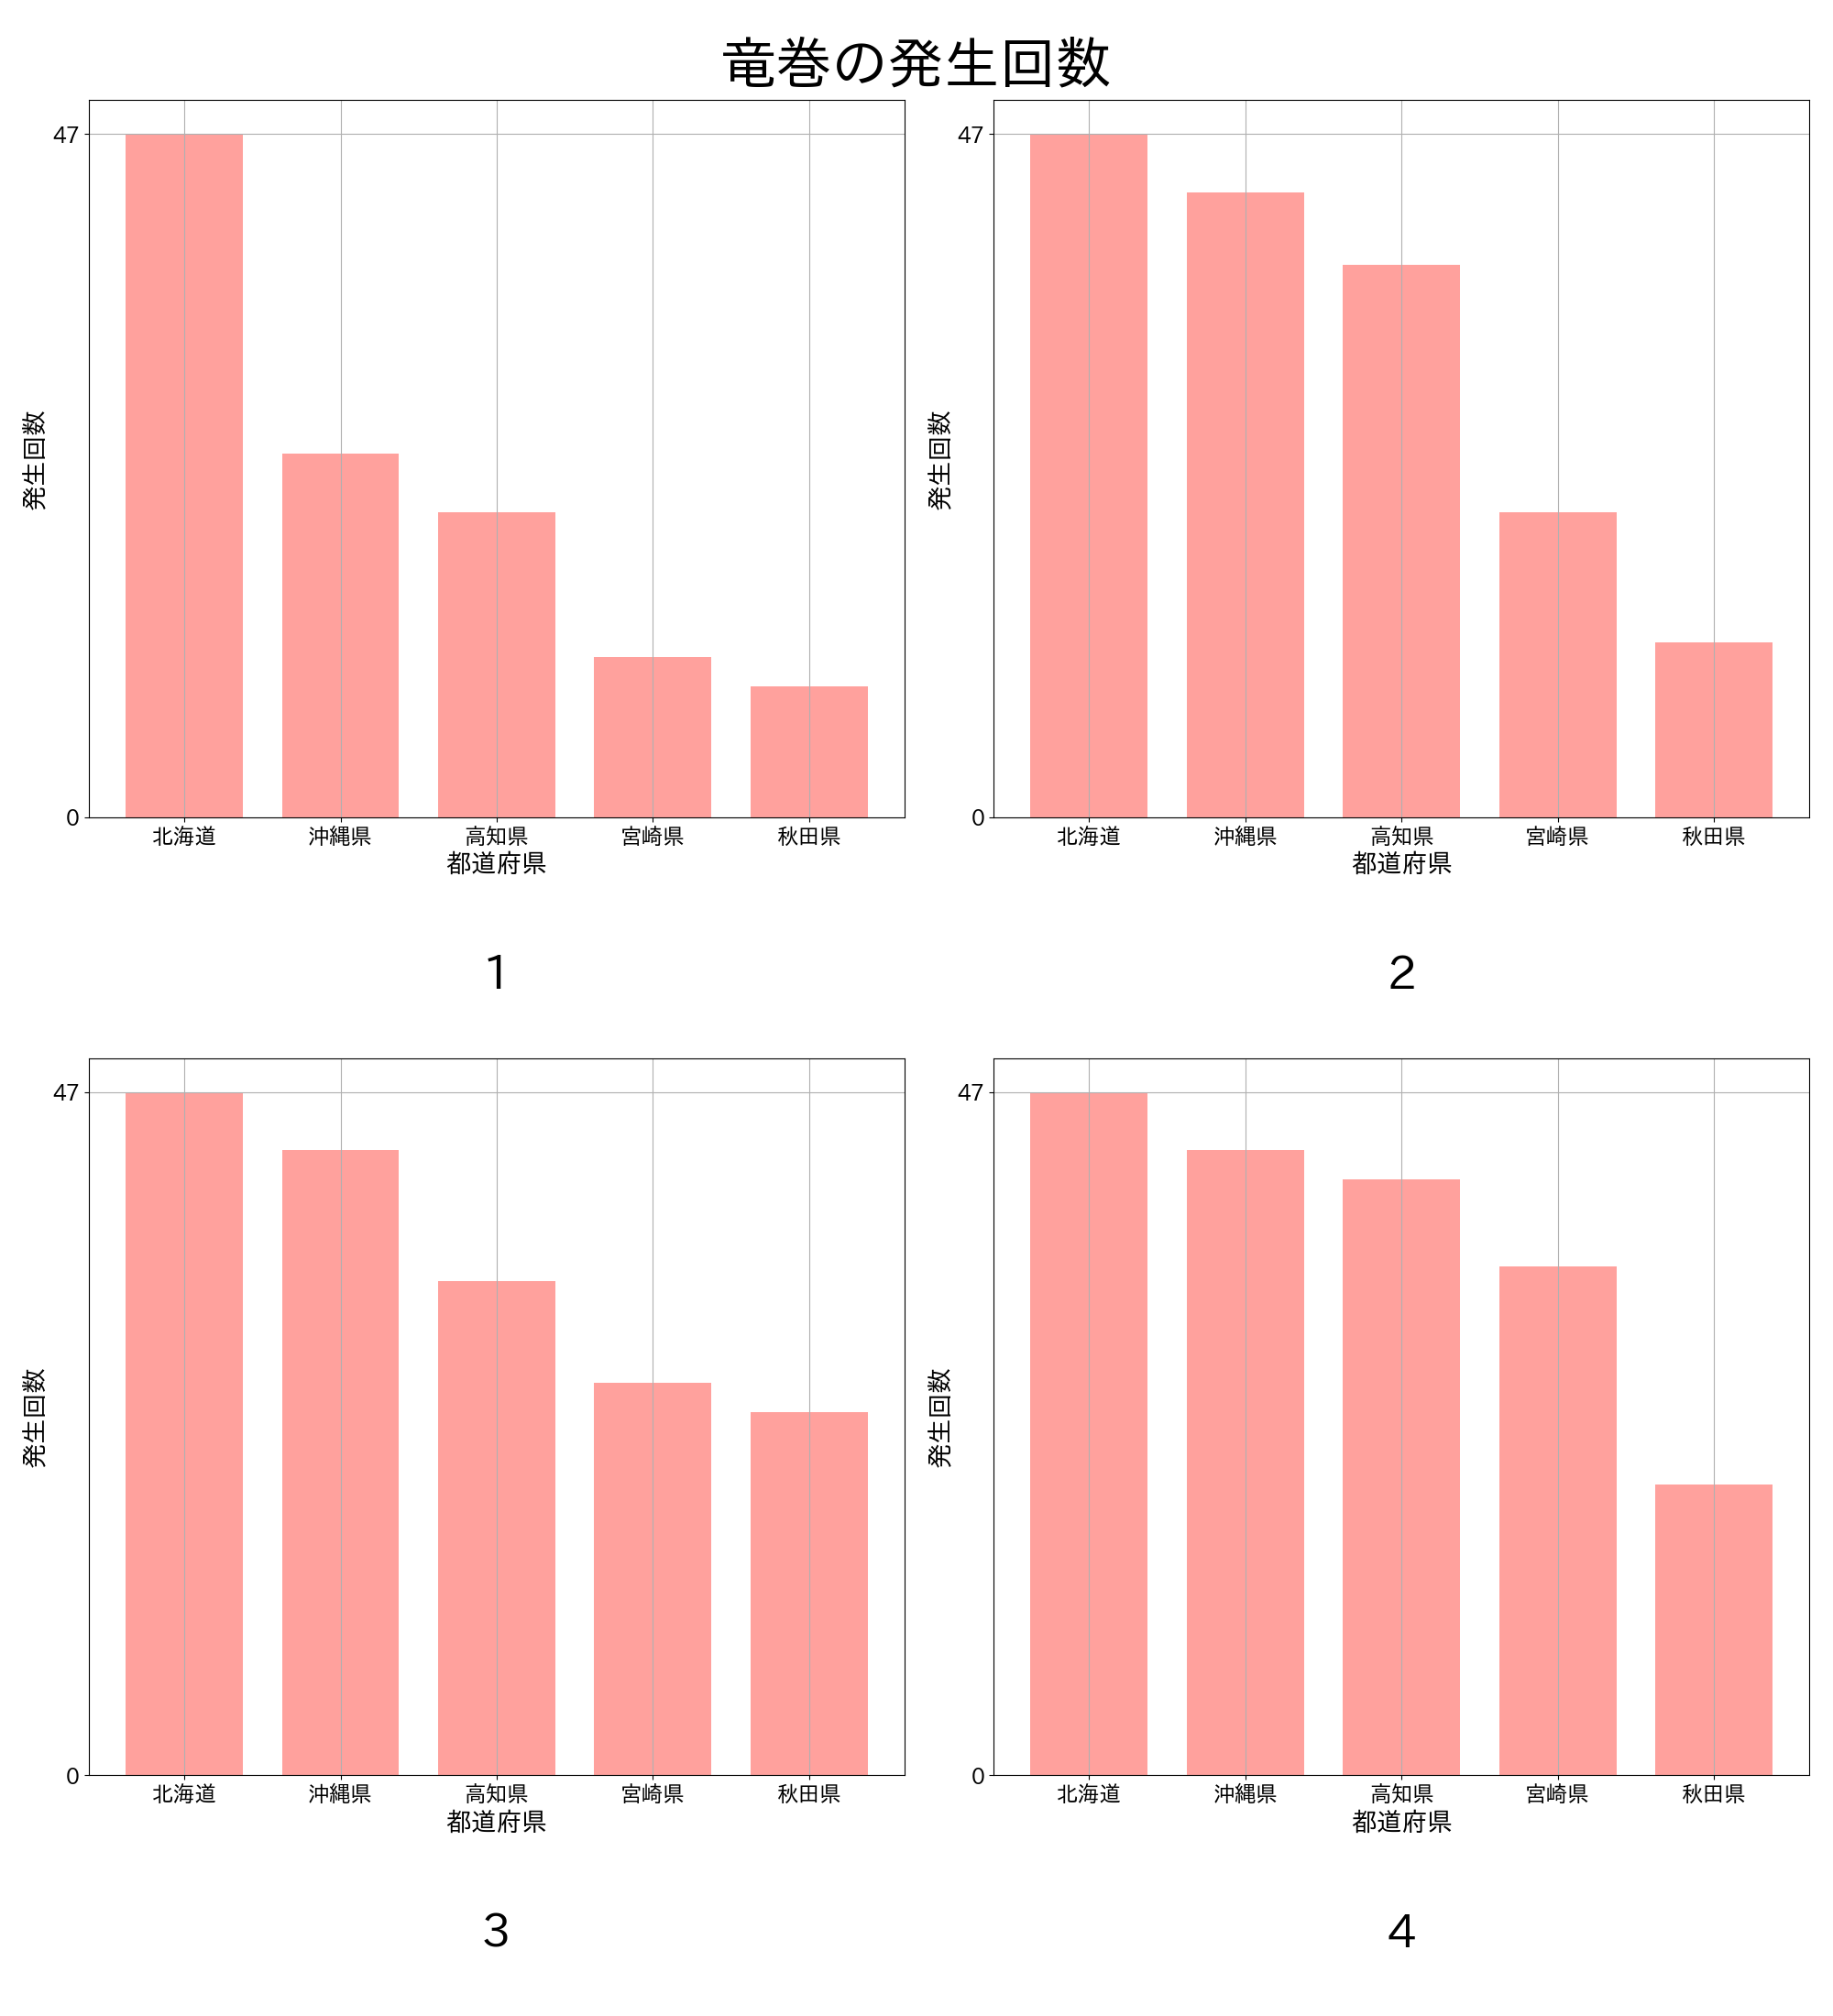 竜巻の発生回数
47
0
発生回数
北海道 沖縄県 高知県 宮崎県 秋田県
都道府県
1
47
0
発生回数
北海道 沖縄県 高知県 宮崎県 秋田県
都道府県
2
47
0
発生回数
北海道 沖縄県 高知県 宮崎県 秋田県
都道府県
3
47
0
発生回数
北海道 沖縄県 高知県 宮崎県 秋田県
都道府県
4